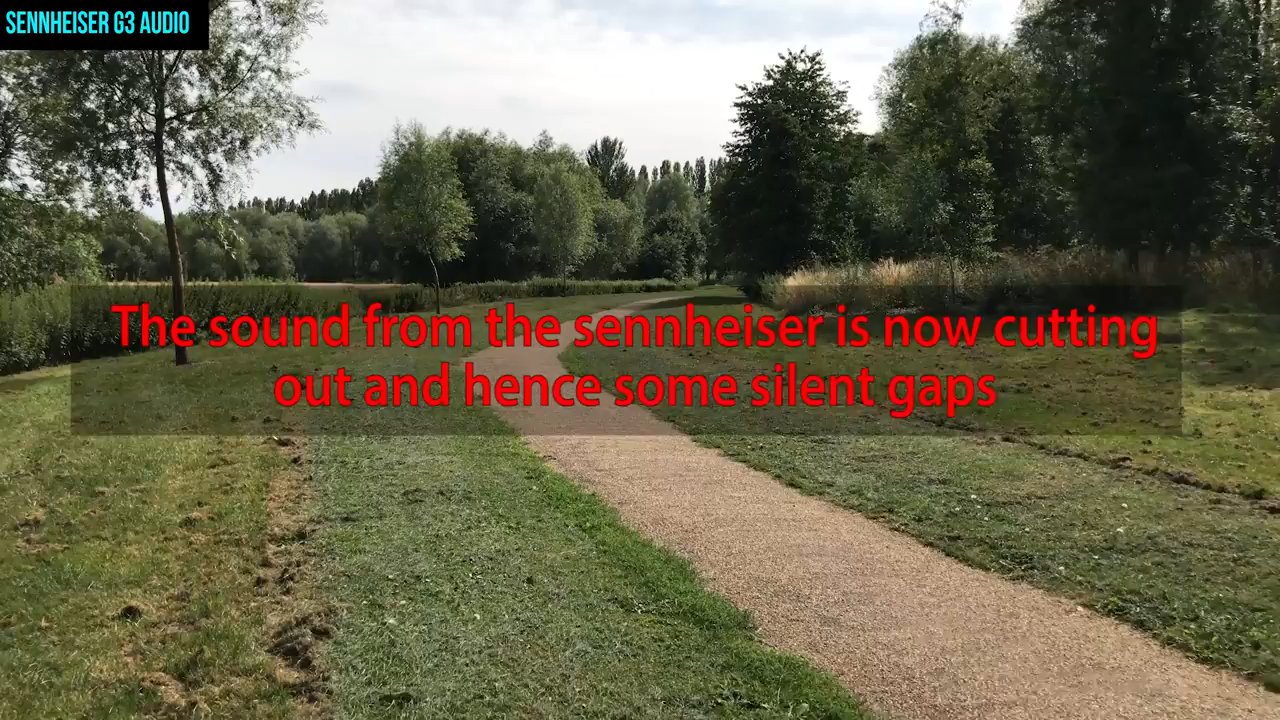 SENNHEISER G3 AUDIO
The sound from the sennheiser is now cutting
out and hence some silent gaps